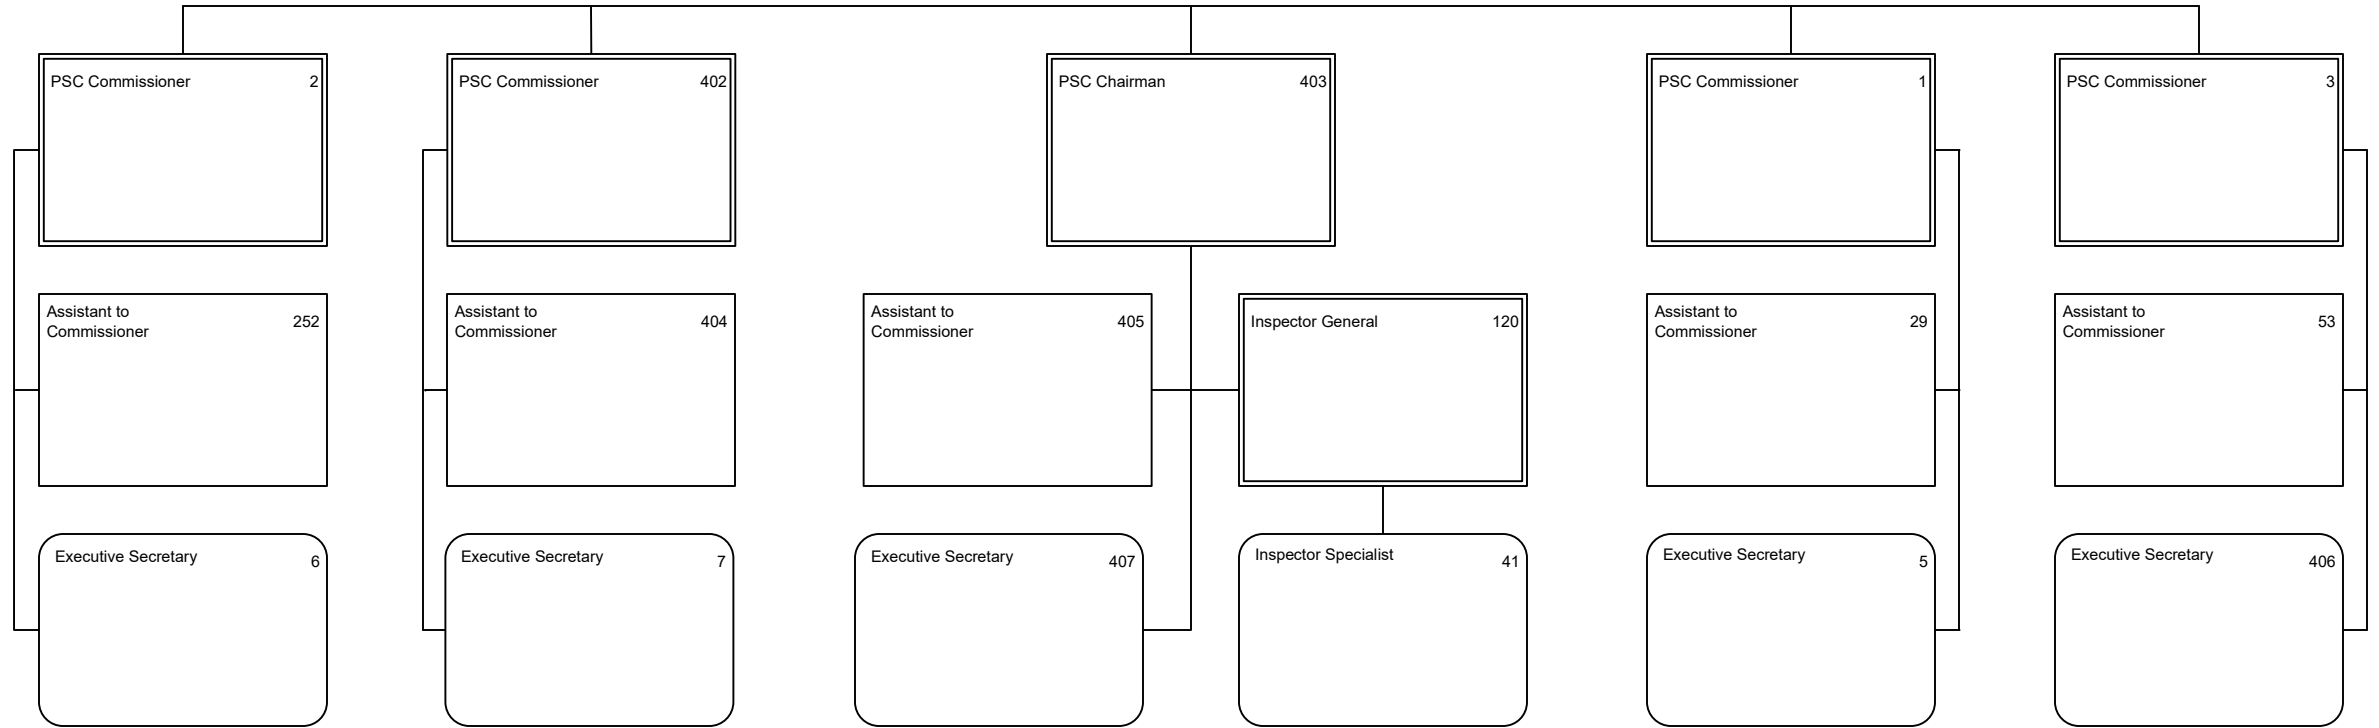 PSC Commissioner 2
PSC Commissioner 402
PSC Chairman 403
PSC Commissioner 1
PSC Commissioner 3
Assistant to
Commissioner 252
Assistant to
Commissioner 404
Assistant to
Commissioner 405
Inspector General 120
Assistant to
Commissioner 29
Assistant to
Commissioner 53
Executive Secretary 6
Executive Secretary 7
Executive Secretary 407
Inspector Specialist 41
Executive Secretary 5
Executive Secretary 406